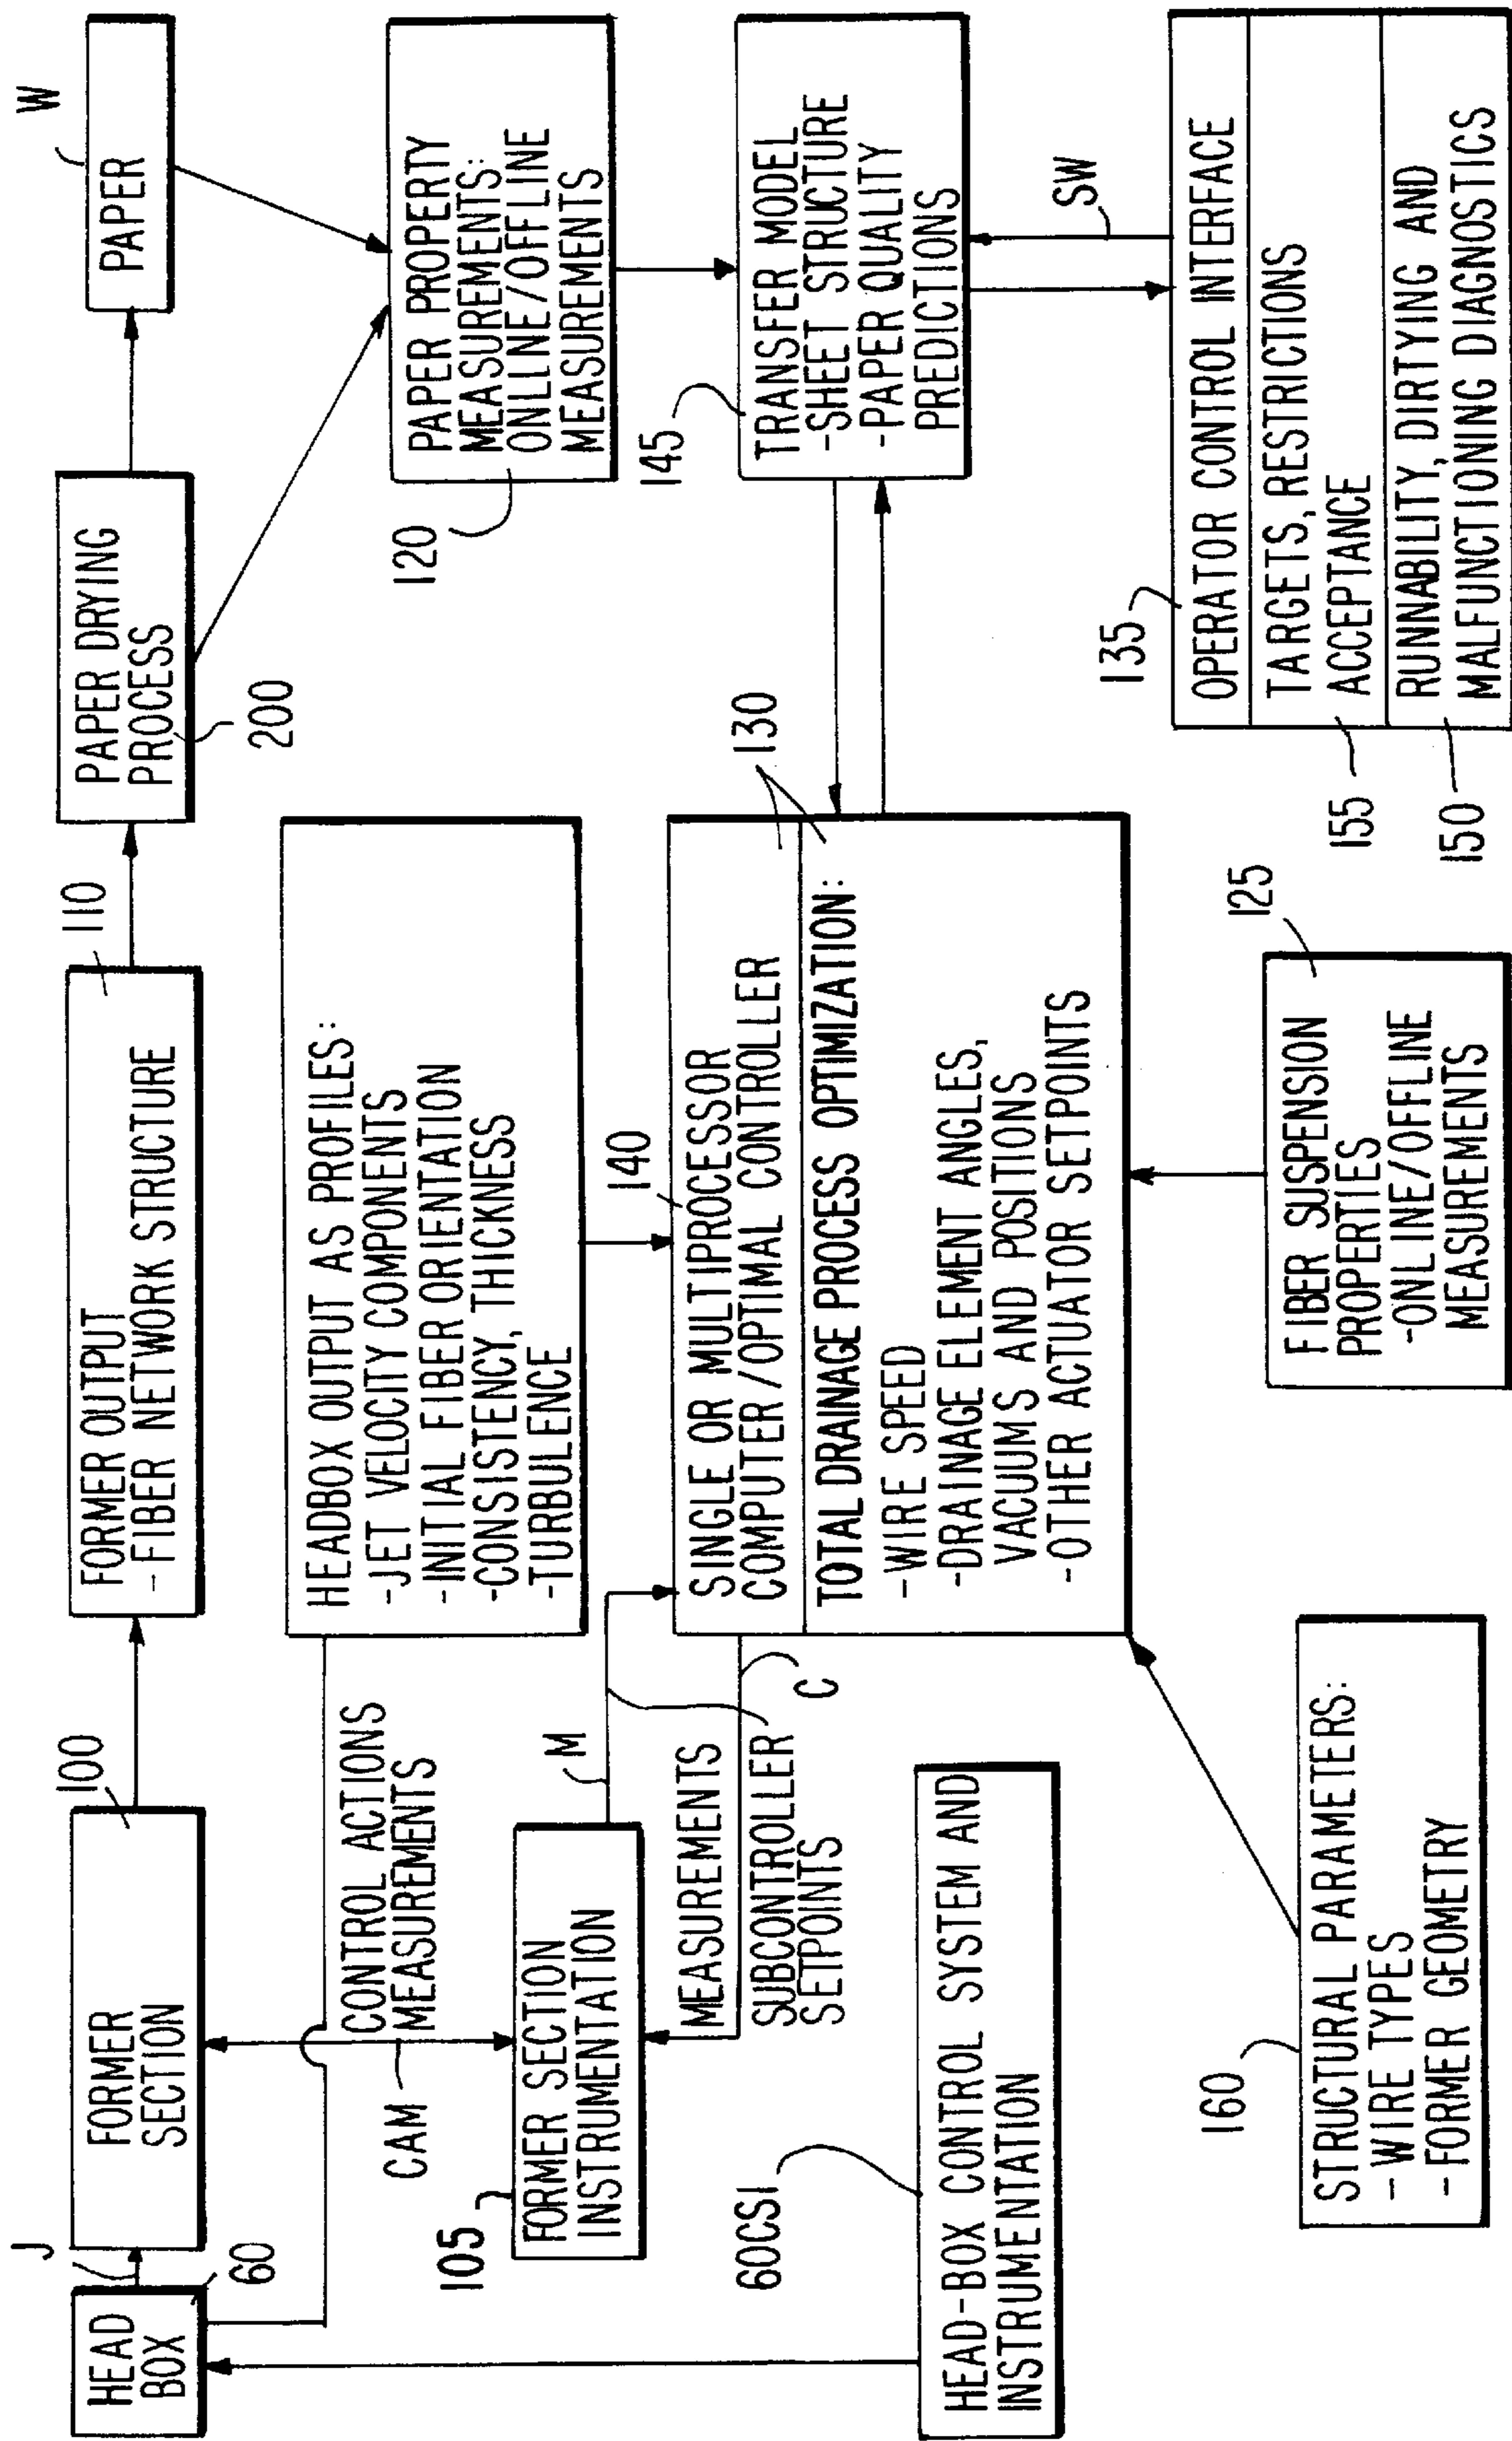 J
HEAD
BOX
60
FORMER
SECTION
100
FORMER OUTPUT
- FIBER NETWORK STRUCTURE
110
PAPER DRYING
PROCESS
200
PAPER
W
CONTROL ACTIONS
MEASUREMENTS
CAM
HEADBOX OUTPUT AS PROFILES:
-JET VELOCITY COMPONENTS
-INITIAL FIBER ORIENTATION
-CONSISTENCY, THICKNESS
-TURBULENCE
PAPER PROPERTY
MEASUREMENTS:
ONLLNE/OFFLINE
MEASUREMENTS
120
105
FORMER SECTION
INSTRUMENTATION
M
MEASUREMENTS
SUBCONTROLLER
SETPOINTS
C
140
SINGLE OR MULTIPROCESSOR
COMPUTER/OPTIMAL CONTROLLER
130
TOTAL DRAINAGE PROCESS OPTIMIZATION:
-WIRE SPEED
-DRAINAGE ELEMENT ANGLES,
VACUUMS AND POSITIONS
-OTHER ACTUATOR SETPOINTS
145
TRANSFER MODEL
-SHEET STRUCTURE
-PAPER QUALITY
PREDICTIONS
SW
60CSI
HEAD-BOX CONTROL SYSTEM AND
INSTRUMENTATION
160
STRUCTURAL PARAMETERS:
- WIRE TYPES
- FORMER GEOMETRY
125
FIBER SUSPENSION
PROPERTIES
-ONLINE/OFFLINE
MEASUREMENTS
135
OPERATOR CONTROL INTERFACE
TARGETS, RESTRICTIONS
ACCEPTANCE
155
RUNNABILITY, DIRTYING AND
MALFUNCTIONING DIAGNOSTICS
150